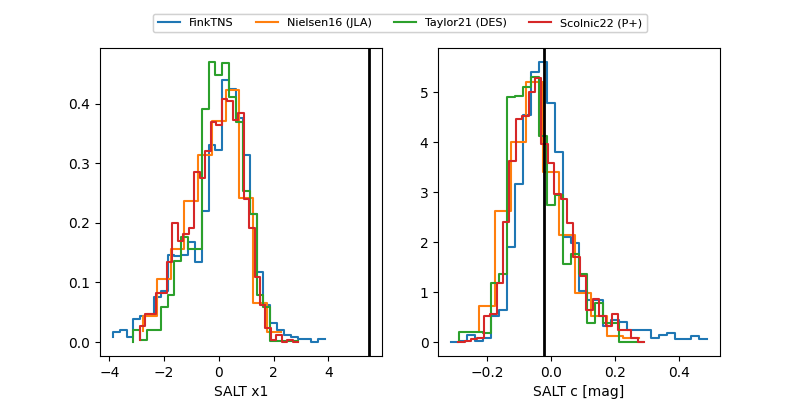 FinkTNS Nielsen16 (JLA) Taylor21 (DES) Scolnic22 (P+)
0.4
0.3
0.2
0.1
0.0
−4 −2 0 2 4
SALT x1
5
4
3
2
1
0
−0.2 0.0 0.2 0.4
SALT c [mag]